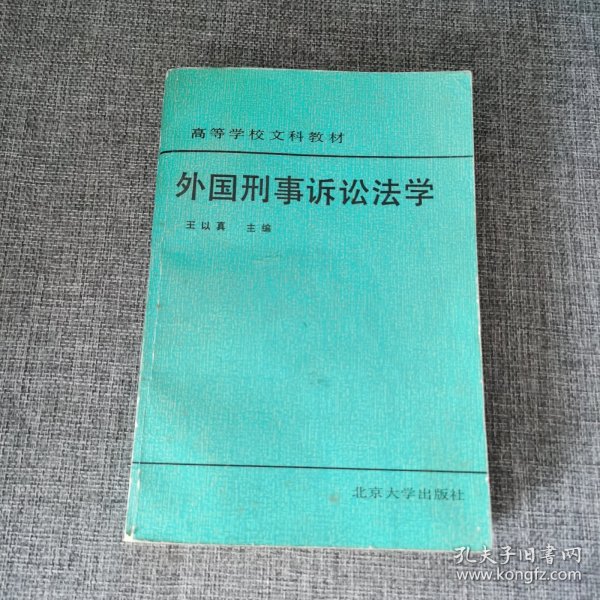 高等学校文科教材
外国刑事诉讼法学
王以真 主编
北京大学出版社
孔夫子旧书网
www.kongfz.com